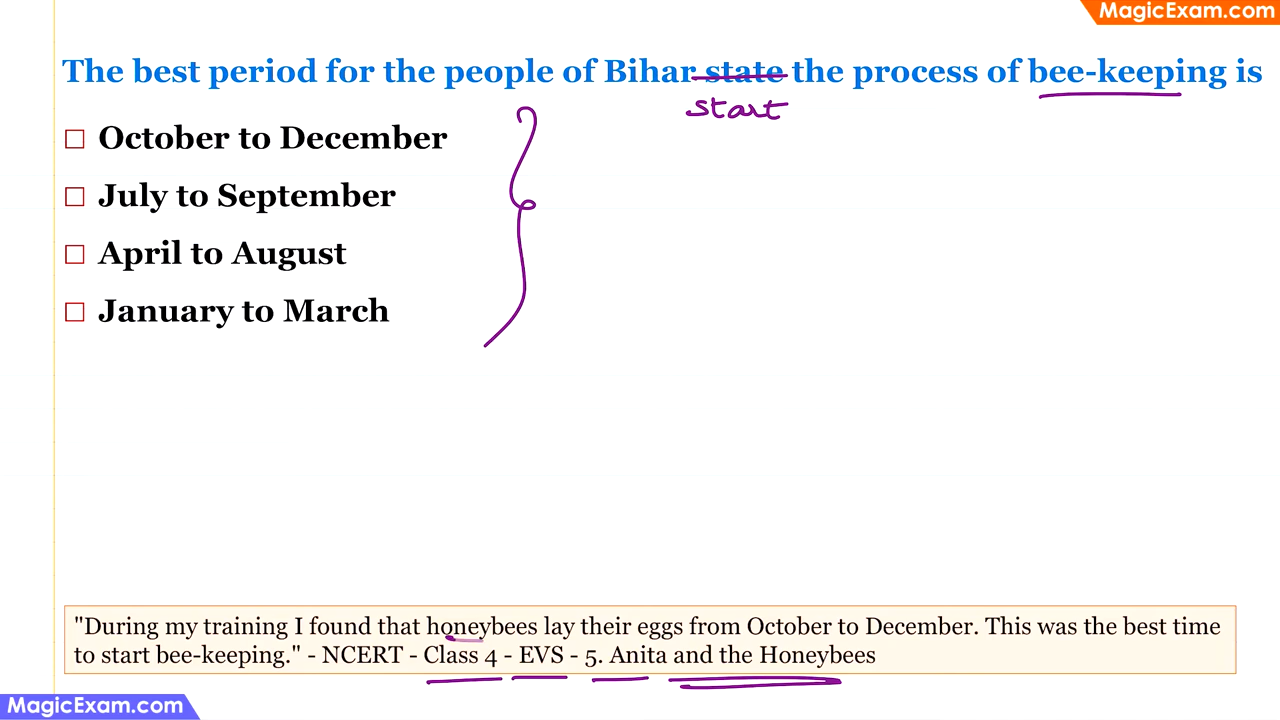 MagicExam.com
The best period for the people of Bihar state the process of bee-keeping is
start
October to December
July to September
April to August
January to March
"During my training I found that honeybees lay their eggs from October to December. This was the best time
to start bee-keeping." - NCERT - Class 4 - EVS - 5. Anita and the Honeybees
MagicExam.com